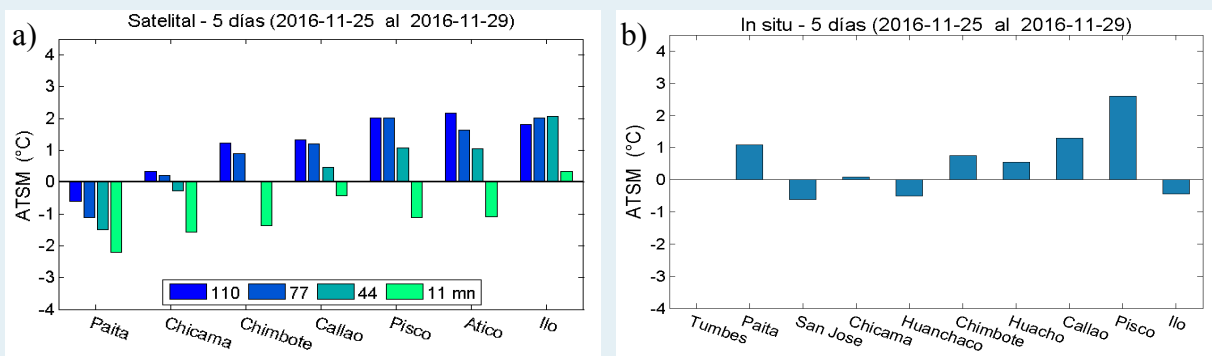 a)
Satelital - 5 días (2016-11-25 al 2016-11-29)
ATSM (°C)
4
3
2
1
0
-1
-2
-3
-4
110 77 44 11 mn
Paita Chicama Chimbote Callao Pisco Atico Ilo
b)
In situ - 5 días (2016-11-25 al 2016-11-29)
ATSM (°C)
4
3
2
1
0
-1
-2
-3
-4
Tumbes Paita San Jose Chicama Huanchaco Chimbote Huacho Callao Pisco Ilo